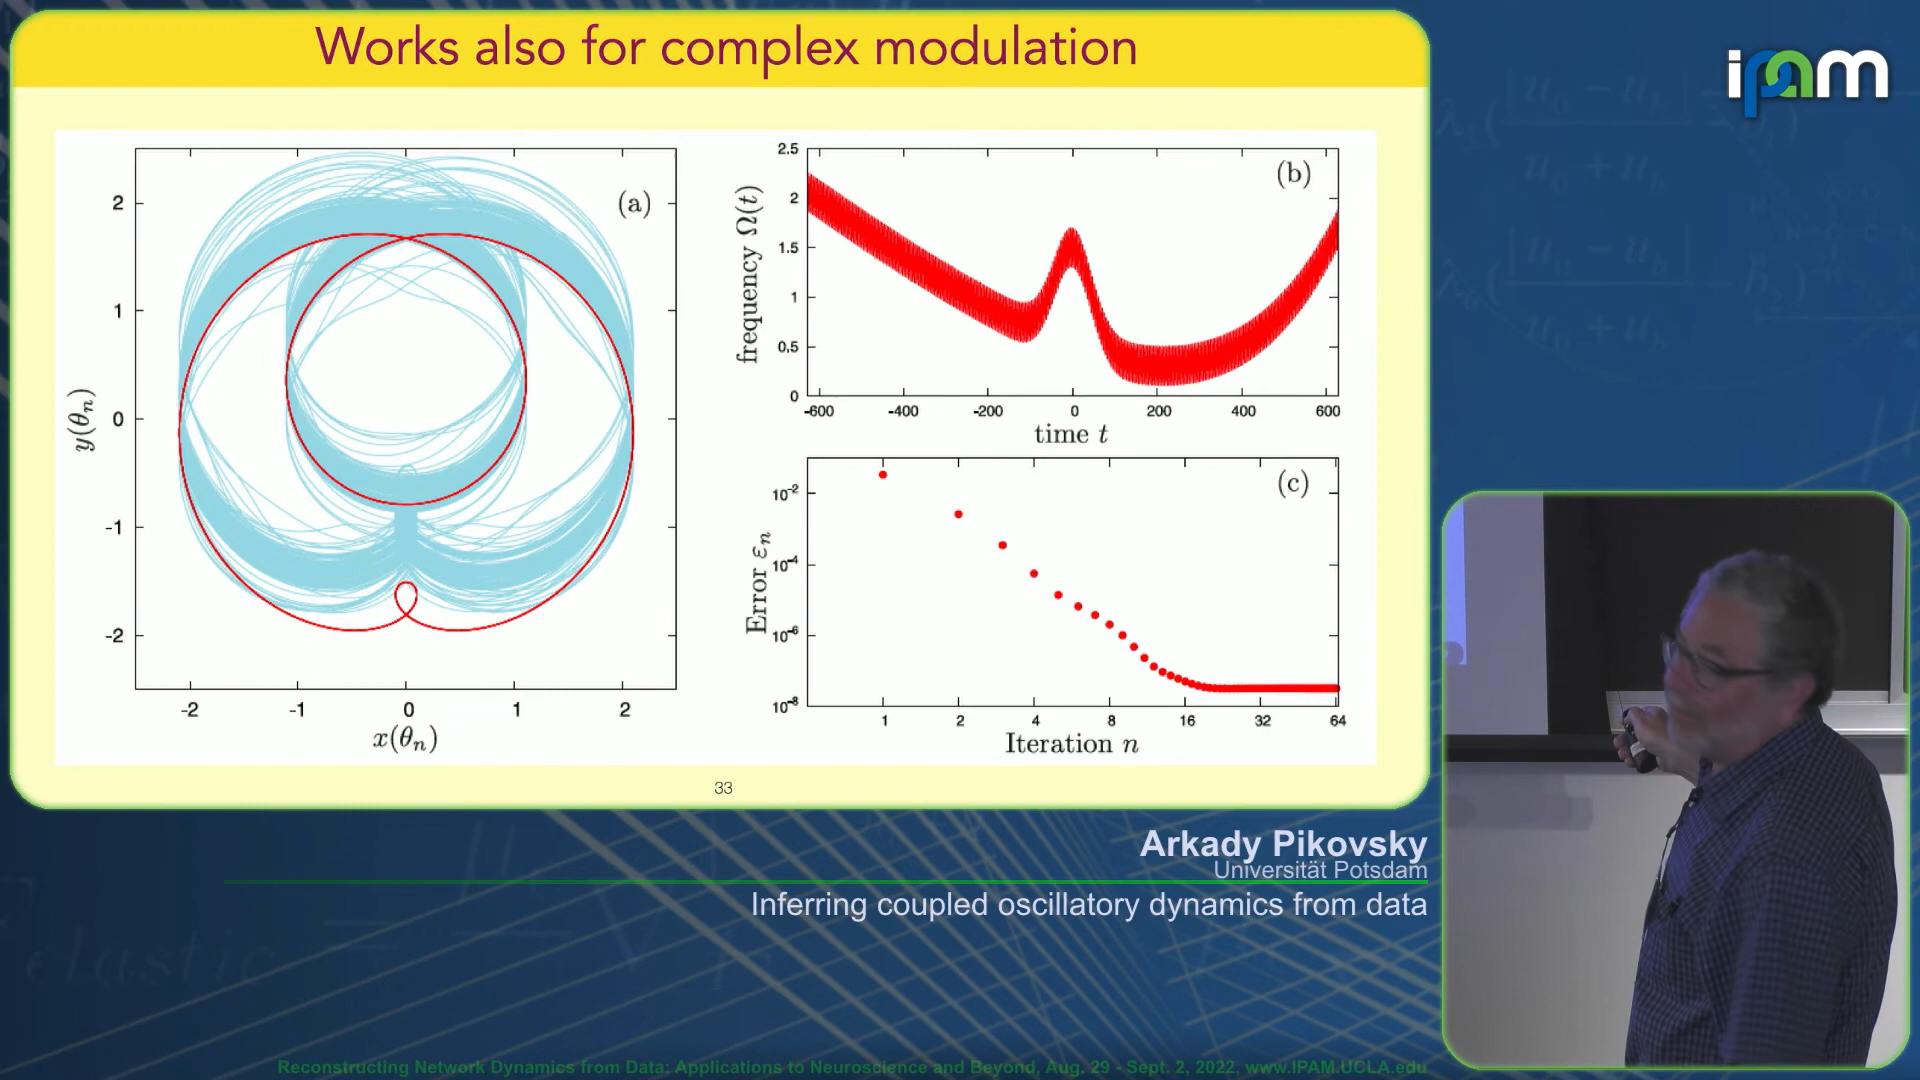 Works also for complex modulation
ipam
(a)
2
1
0
-1
-2
y(θn)
-2 -1 0 1 2
x(θn)
(b)
2.5
2
1.5
1
0.5
0
frequency Ω(t)
-600 -400 -200 0 200 400 600
time t
(c)
10-2
10-4
10-6
10-8
Error εn
1 2 4 8 16 32 64
Iteration n
33
Arkady Pikovsky
Universität Potsdam
Inferring coupled oscillatory dynamics from data
elastic
Reconstructing Network Dynamics from Data: Applications to Neuroscience and Beyond, Aug. 29 - Sept. 2, 2022, www.IPAM.UCLA.edu